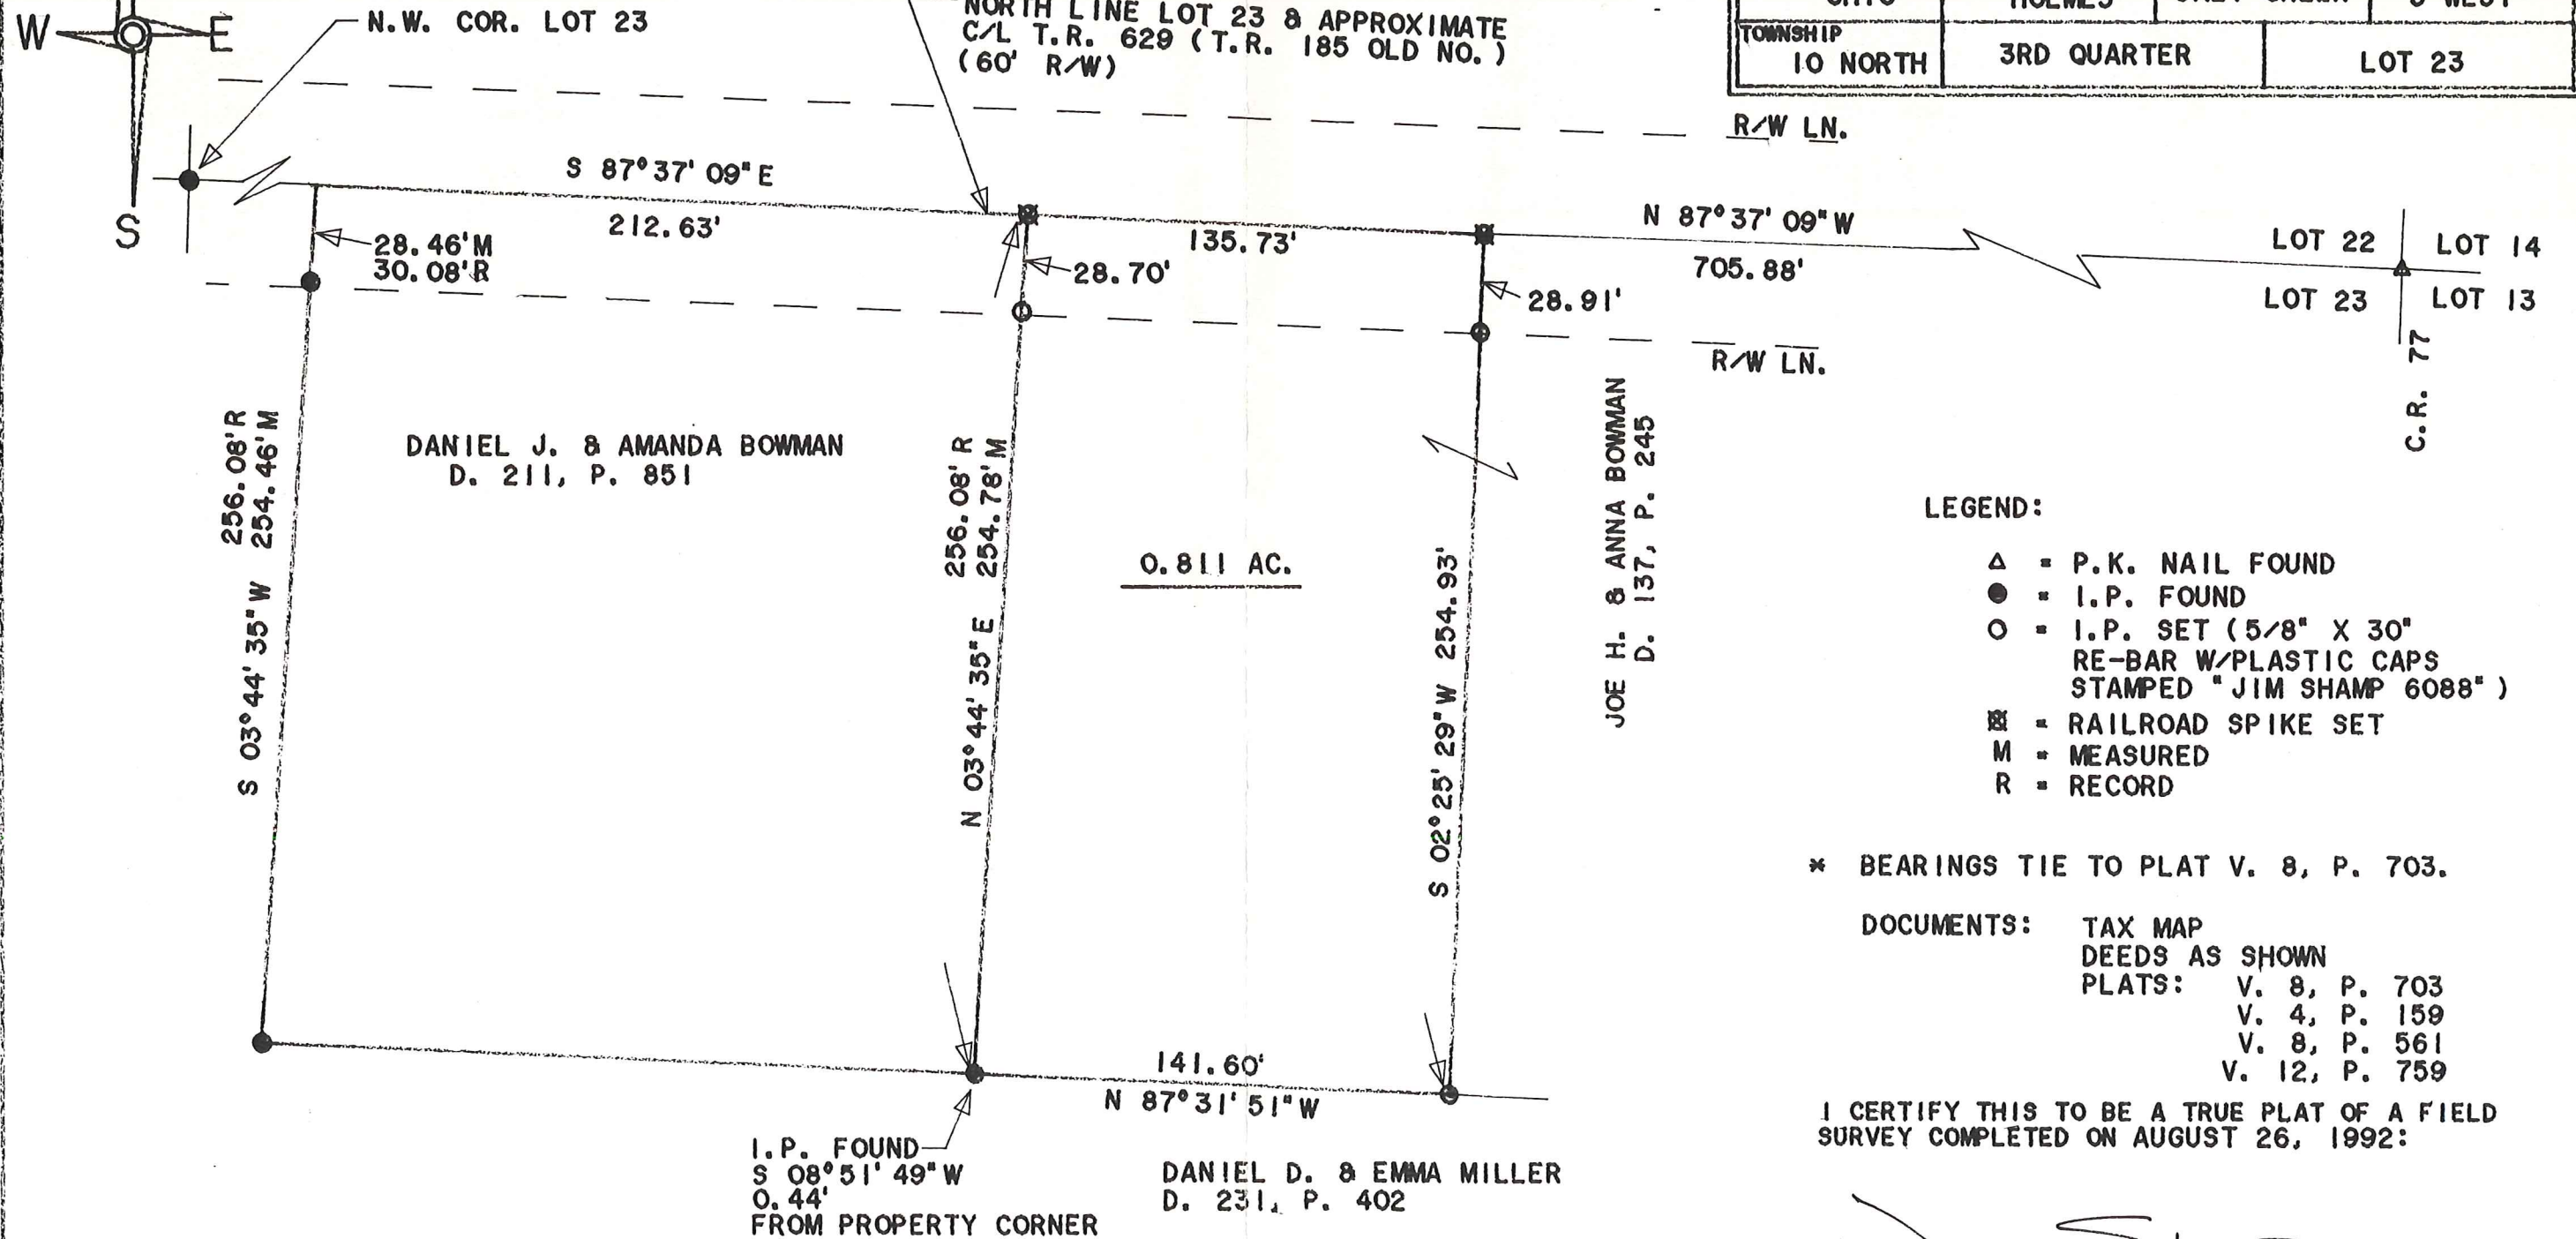 W E
S
N.W. COR. LOT 23
NORTH LINE LOT 23 & APPROXIMATE
C/L T.R. 629 (T.R. 185 OLD NO.)
(60' R/W)
TOWNSHIP
10 NORTH
3RD QUARTER
LOT 23
R/W LN.
S 87°37'09"E
212.63'
28.46'M
30.08'R
135.73'
28.70'
N 87°37'09"W
705.88'
28.91'
LOT 22
LOT 14
LOT 23
LOT 13
C.R. 77
R/W LN.
256.08'R
S 03°44'35"W 254.46'M
DANIEL J. & AMANDA BOWMAN
D. 211, P. 851
256.08'R
N 03°44'35"E 254.78'M
0.811 AC.
S 02°25'29"W 254.93'
JOE H. & ANNA BOWMAN
D. 137, P. 245
LEGEND:
△ = P.K. NAIL FOUND
● = I.P. FOUND
O = I.P. SET (5/8" X 30"
RE-BAR W/PLASTIC CAPS
STAMPED "JIM SHAMP 6088")
= RAILROAD SPIKE SET
M = MEASURED
R = RECORD
* BEARINGS TIE TO PLAT V. 8, P. 703.
DOCUMENTS: TAX MAP
DEEDS AS SHOWN
PLATS: V. 8, P. 703
V. 4, P. 159
V. 8, P. 561
V. 12, P. 759
141.60'
N 87°31'51"W
I.P. FOUND
S 08°51'49"W
0.44'
FROM PROPERTY CORNER
DANIEL D. & EMMA MILLER
D. 231, P. 402
I CERTIFY THIS TO BE A TRUE PLAT OF A FIELD
SURVEY COMPLETED ON AUGUST 26, 1992: